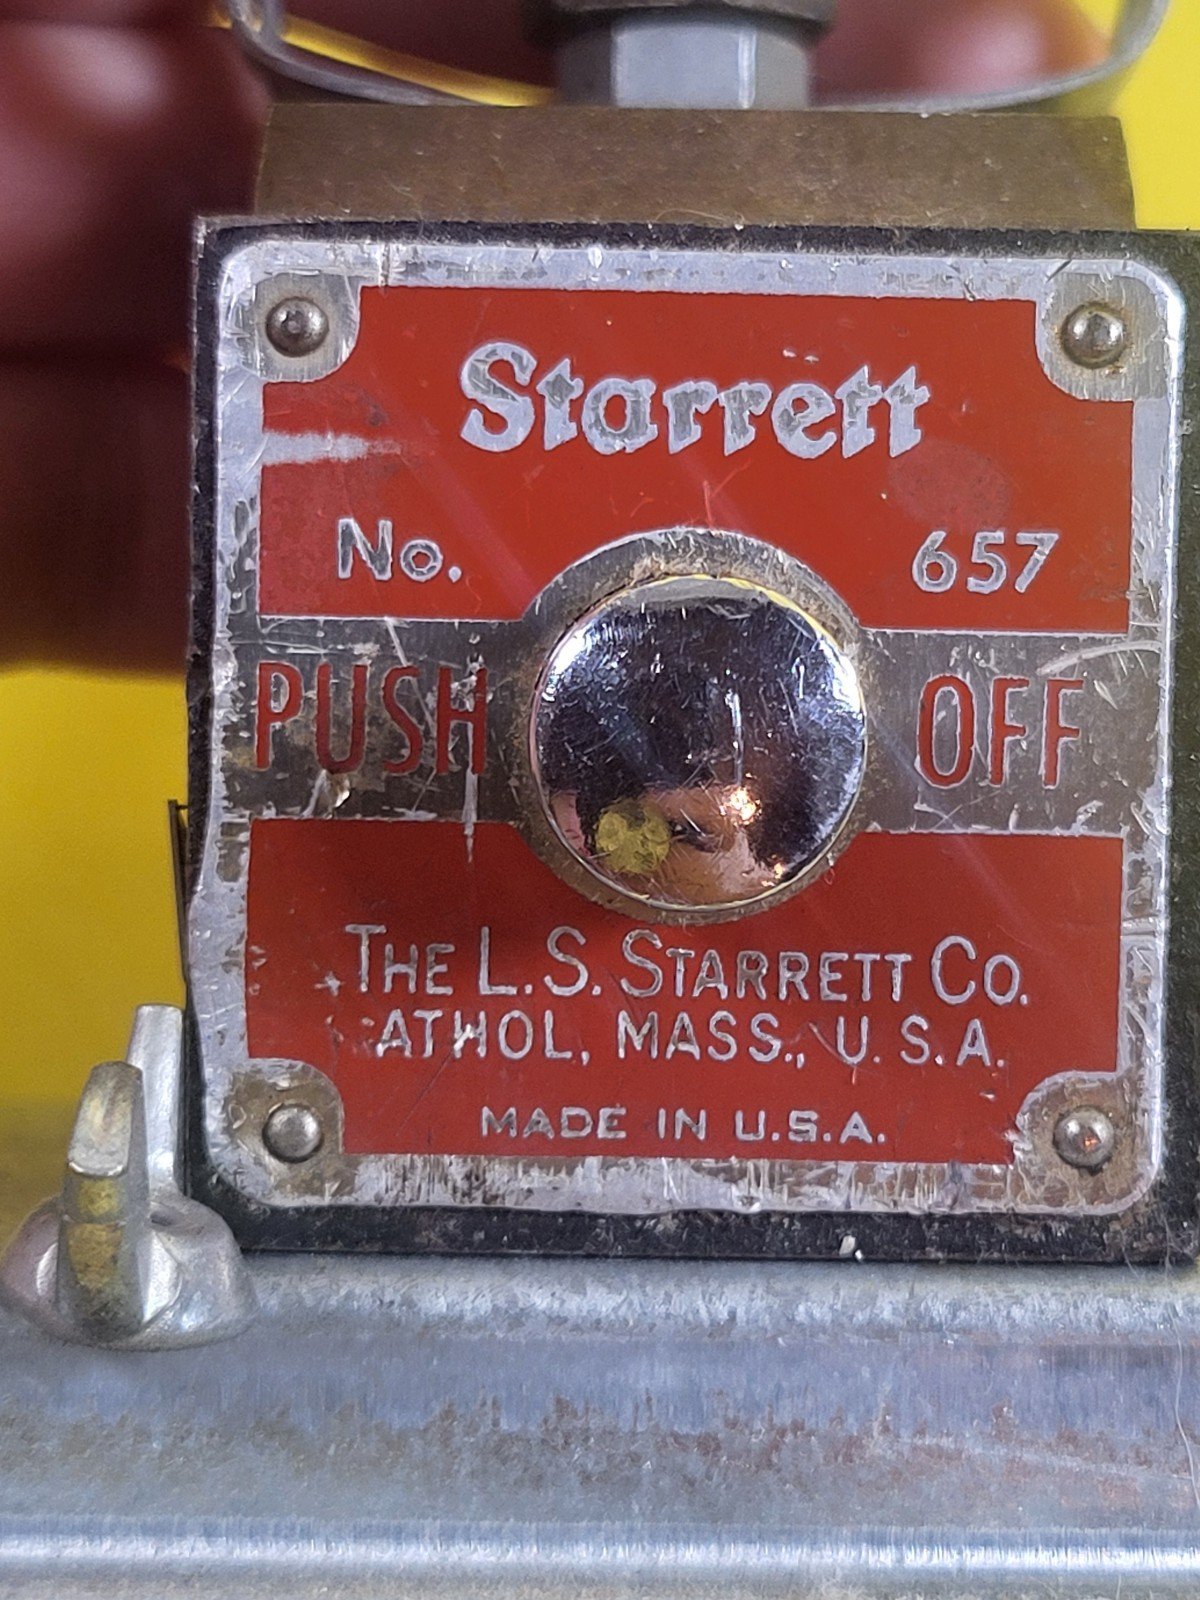 Starrett
No. 657
PUSH OFF
THE L.S. STARRETT CO.
ATHOL, MASS., U.S.A.
MADE IN U.S.A.